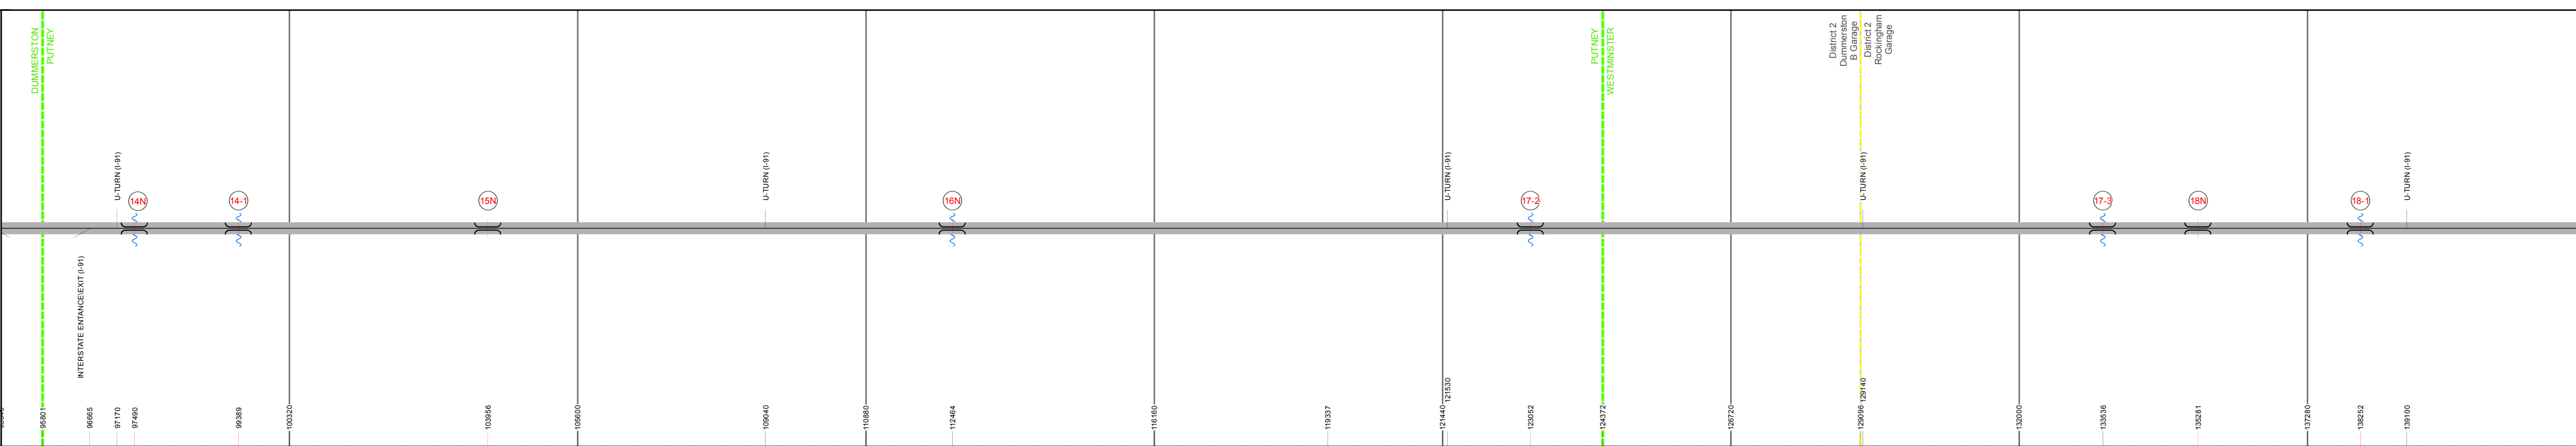 DUMMERSTON
PUTNEY
PUTNEY
WESTMINSTER
District 2
Dummerston
B Garage
District 2
Rockingham
Garage
U-TURN (I-91)
U-TURN (I-91)
U-TURN (I-91)
U-TURN (I-91)
U-TURN (I-91)
14N
14-1
15N
16N
17-2
17-3
18N
18-1
INTERSTATE ENTANCE\EXIT (I-91)
95801
96665
97170
97490
99389
100320
103956
105600
109040
110880
112464
116160
119337
121440
121530
123052
124372
126720
129096
129140
132000
133536
135281
137280
138252
139100